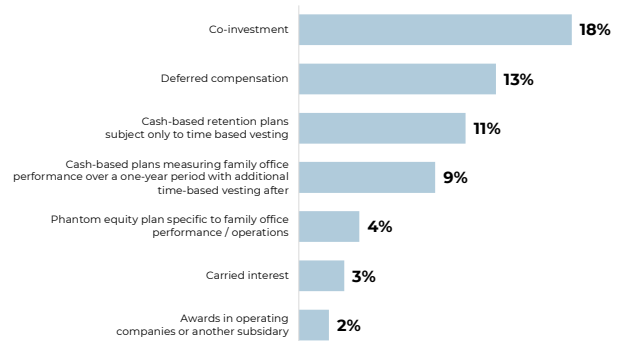 Co-investment
18%
Deferred compensation
13%
Cash-based retention plans
subject only to time based vesting
11%
Cash-based plans measuring family office
performance over a one-year period with additional
time-based vesting after
9%
Phantom equity plan specific to family office
performance / operations
4%
Carried interest
3%
Awards in operating
companies or another subsidary
2%